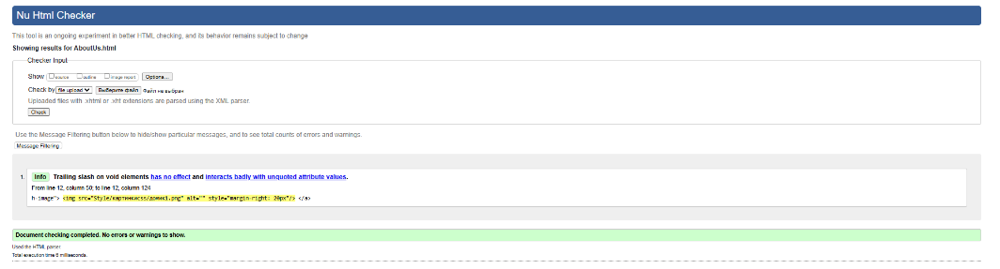 Nu Html Checker
This tool is an ongoing experiment in better HTML checking, and its behavior remains subject to change
Showing results for AboutUs.html
Checker Input
Show source outline image report Options...
Check by file upload Выберите файл Файл не выбран
Uploaded files with .xhtml or .xht extensions are parsed using the XML parser.
Check
Use the Message Filtering button below to hide/show particular messages, and to see total counts of errors and warnings.
Message Filtering
1. Info Trailing slash on void elements has no effect and interacts badly with unquoted attribute values.
From line 12, column 50; to line 12, column 124
h-image"> <img src="Style/картинкиcss/домик1.png" alt="" style="margin-right: 20px"/> </a>
Document checking completed. No errors or warnings to show.
Used the HTML parser.
Total execution time 6 milliseconds.